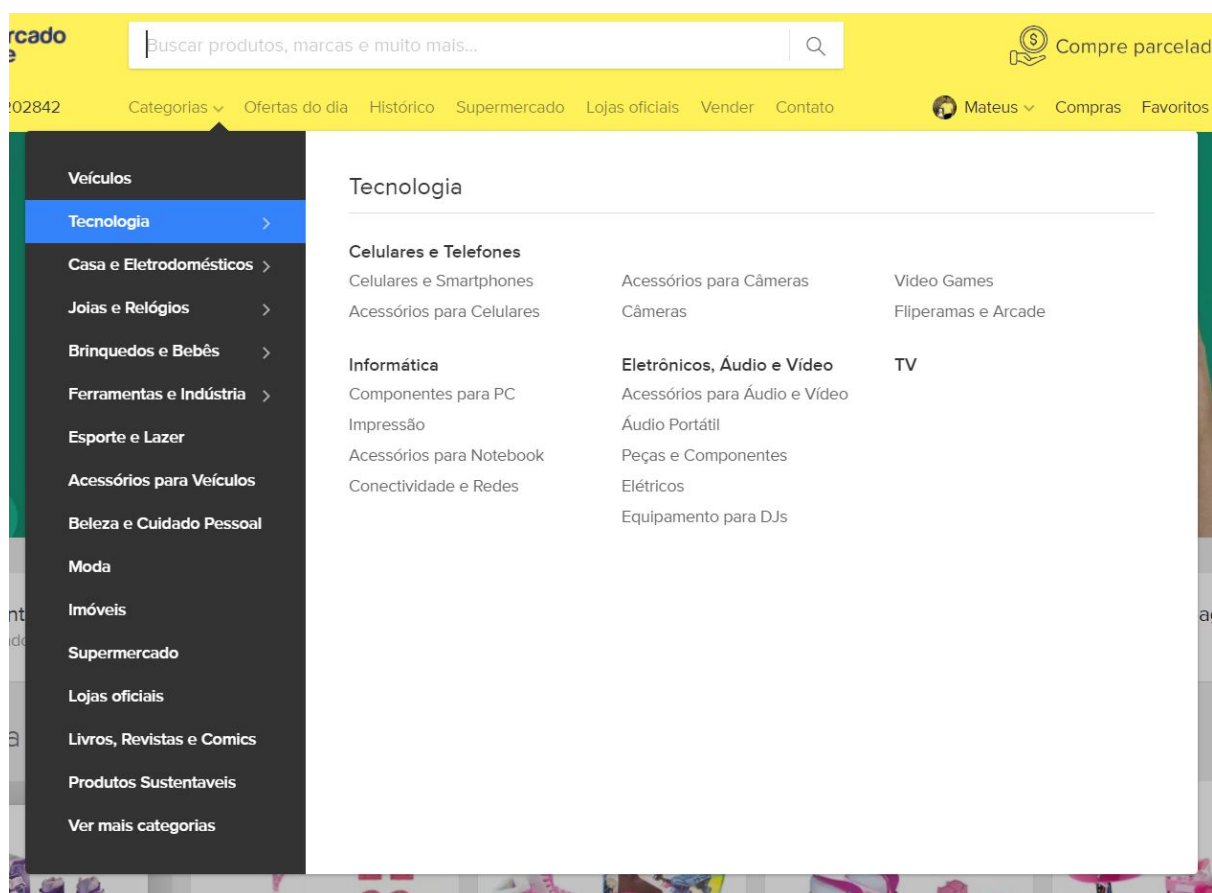 rcado
Buscar produtos, marcas e muito mais...
Compre parcelad
202842
Categorias Ofertas do dia Histórico Supermercado Lojas oficiais Vender Contato
Mateus Compras Favoritos
Veículos
Tecnologia
Casa e Eletrodomésticos
Joias e Relógios
Brinquedos e Bebês
Ferramentas e Indústria
Esporte e Lazer
Acessórios para Veículos
Beleza e Cuidado Pessoal
Moda
Imóveis
Supermercado
Lojas oficiais
Livros, Revistas e Comics
Produtos Sustentaveis
Ver mais categorias
Tecnologia
Celulares e Telefones
Celulares e Smartphones
Acessórios para Celulares
Acessórios para Câmeras
Câmeras
Video Games
Fliperamas e Arcade
Informática
Componentes para PC
Impressão
Acessórios para Notebook
Conectividade e Redes
Eletrônicos, Áudio e Vídeo
Acessórios para Áudio e Vídeo
Áudio Portátil
Peças e Componentes
Elétricos
Equipamento para DJs
TV